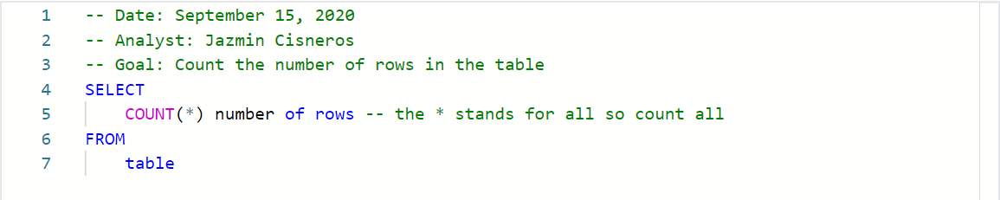 1 -- Date: September 15, 2020
2 -- Analyst: Jazmin Cisneros
3 -- Goal: Count the number of rows in the table
4 SELECT
5 COUNT(*) number of rows -- the * stands for all so count all
6 FROM
7 table